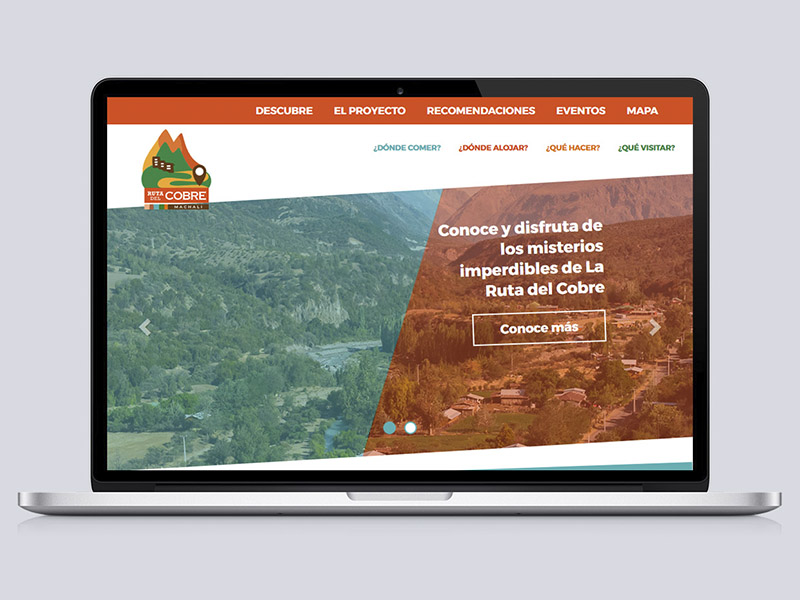 DESCUBRE EL PROYECTO RECOMENDACIONES EVENTOS MAPA
¿DÓNDE COMER? ¿DÓNDE ALOJAR? ¿QUÉ HACER? ¿QUÉ VISITAR?
RUTA
DEL COBRE
MACHALÍ
Conoce y disfruta de
los misterios
imperdibles de La
Ruta del Cobre
Conoce más